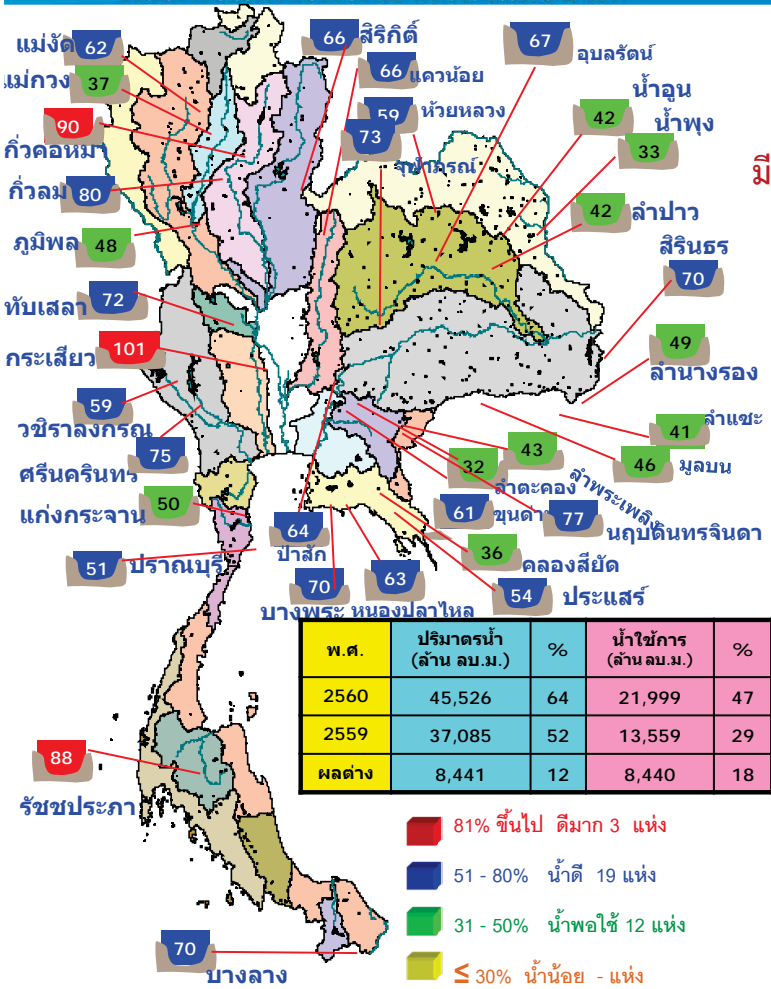 แม่งัด
62
66
สิริกิติ์
67
อุบลรัตน์
แม่กวง
37
66
แควน้อย
59
ห้วยหลวง
น้ำอูน
42
น้ำพุง
90
73
33
กิ่วคอหมา
จุฬาภรณ์
มี
กิ่วลม
80
42
ลำปาว
ภูมิพล
48
สิรินธร
70
ทับเสลา
72
กระเสียว
101
49
ลำนางรอง
59
วชิราลงกรณ
41
ลำแซะ
75
43
46
มูลบน
ศรีนครินทร
32
ลำตะคอง
ลำพระเพลิง
แก่งกระจาน
50
61
ขุนด่าน
77
นฤบดินทรจินดา
64
ป่าสัก
36
คลองสียัด
51
ปราณบุรี
70
บางพระ
63
หนองปลาไหล
54
ประแสร์
พ.ศ. ปริมาตรน้ำ (ล้าน ลบ.ม.) % น้ำใช้การ (ล้าน ลบ.ม.) %
2560 45,526 64 21,999 47
2559 37,085 52 13,559 29
ผลต่าง 8,441 12 8,440 18
88
รัชชประภา
81% ขึ้นไป ดีมาก 3 แห่ง
51 - 80% น้ำดี 19 แห่ง
31 - 50% น้ำพอใช้ 12 แห่ง
≤ 30% น้ำน้อย - แห่ง
70
บางลาง